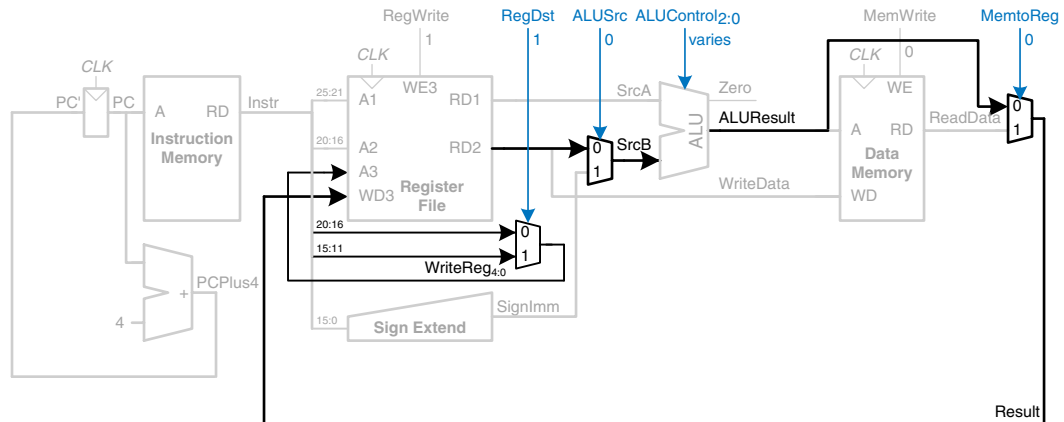 RegWrite
1
RegDst
1
ALUSrc
0
ALUControl2:0
varies
MemWrite
0
MemtoReg
0
CLK
PC'
PC
A
RD
Instruction
Memory
Instr
25:21
20:16
CLK
WE3
A1
RD1
A2
RD2
A3
WD3
Register
File
20:16
15:11
0
1
WriteReg4:0
0
1
SrcA
SrcB
ALU
Zero
ALUResult
WriteData
CLK
WE
A
RD
Data
Memory
WD
ReadData
0
1
PCPlus4
+
4
15:0
Sign Extend
SignImm
Result